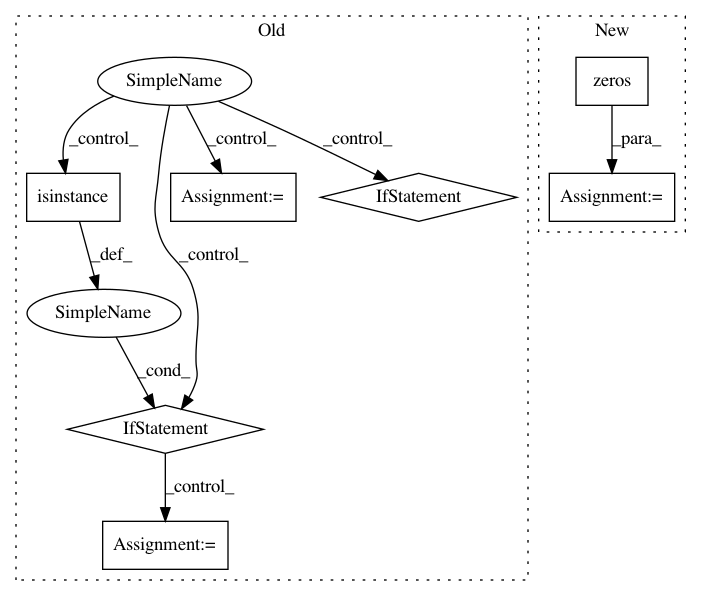 Old
New
SimpleName
zeros
_control_
_control_
_control_
_para_
isinstance
Assignment:=
IfStatement
Assignment:=
_def_
_control_
SimpleName
_cond_
IfStatement
_control_
Assignment:=